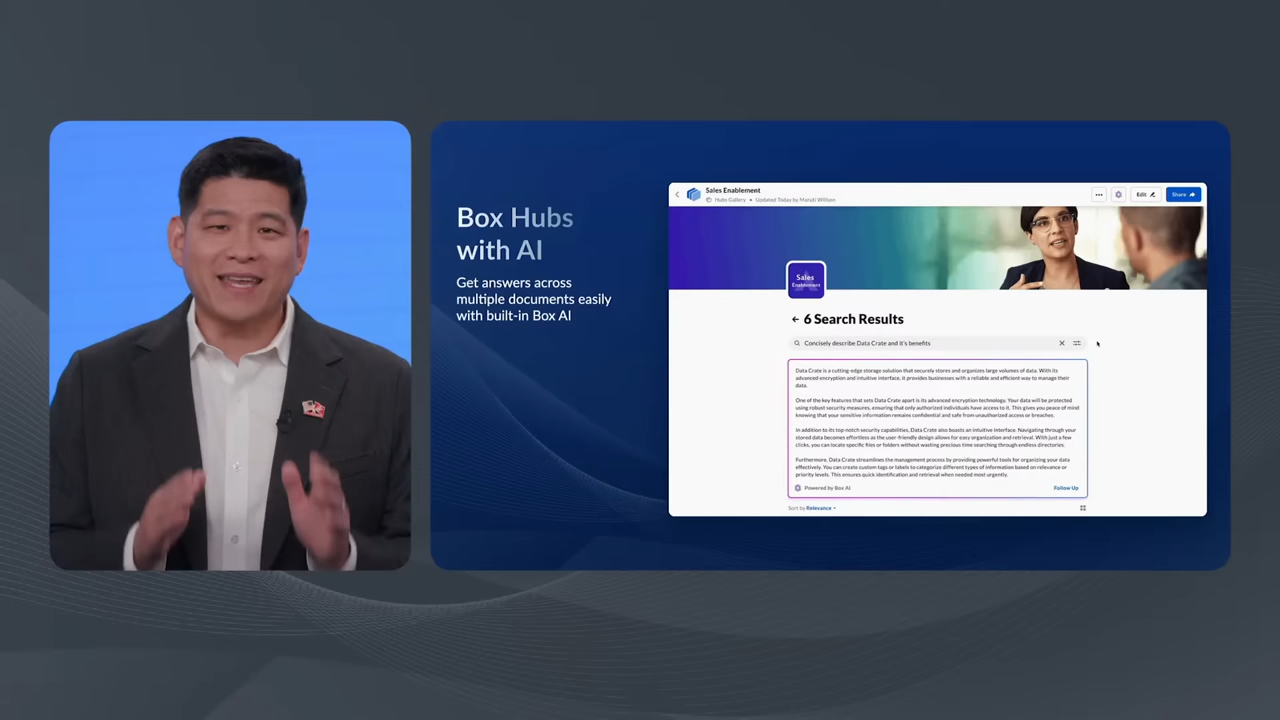 Box Hubs
with AI
Get answers across
multiple documents easily
with built-in Box AI
Sales Enablement
Hubs Gallery • Updated Today by Mandi William
Edit
Share
Sales
Enablement
6 Search Results
Concisely describe Data Crate and it's benefits
Data Crate is a cutting-edge storage solution that securely stores and organizes large volumes of data. With its
advanced encryption and intuitive interface, it provides businesses with a reliable and efficient way to manage their
data.
One of the key features that sets Data Crate apart is its advanced encryption technology. Your data will be protected
using robust security measures, ensuring that only authorized individuals have access to it. This gives you peace of mind
knowing that your sensitive information remains confidential and safe from unauthorized access or breaches.
In addition to its top-notch security capabilities, Data Crate also boasts an intuitive interface. Navigating through your
stored data becomes effortless as the user-friendly design allows for easy organization and retrieval. With just a few
clicks, you can locate specific files or folders without wasting precious time searching through endless directories.
Furthermore, Data Crate streamlines the management process by providing powerful tools for organizing your data
effectively. You can create custom tags or labels to categorize different types of information based on relevance or
priority levels. This ensures quick identification and retrieval when needed most urgently.
Powered by Box AI
Follow Up
Sort by Relevance